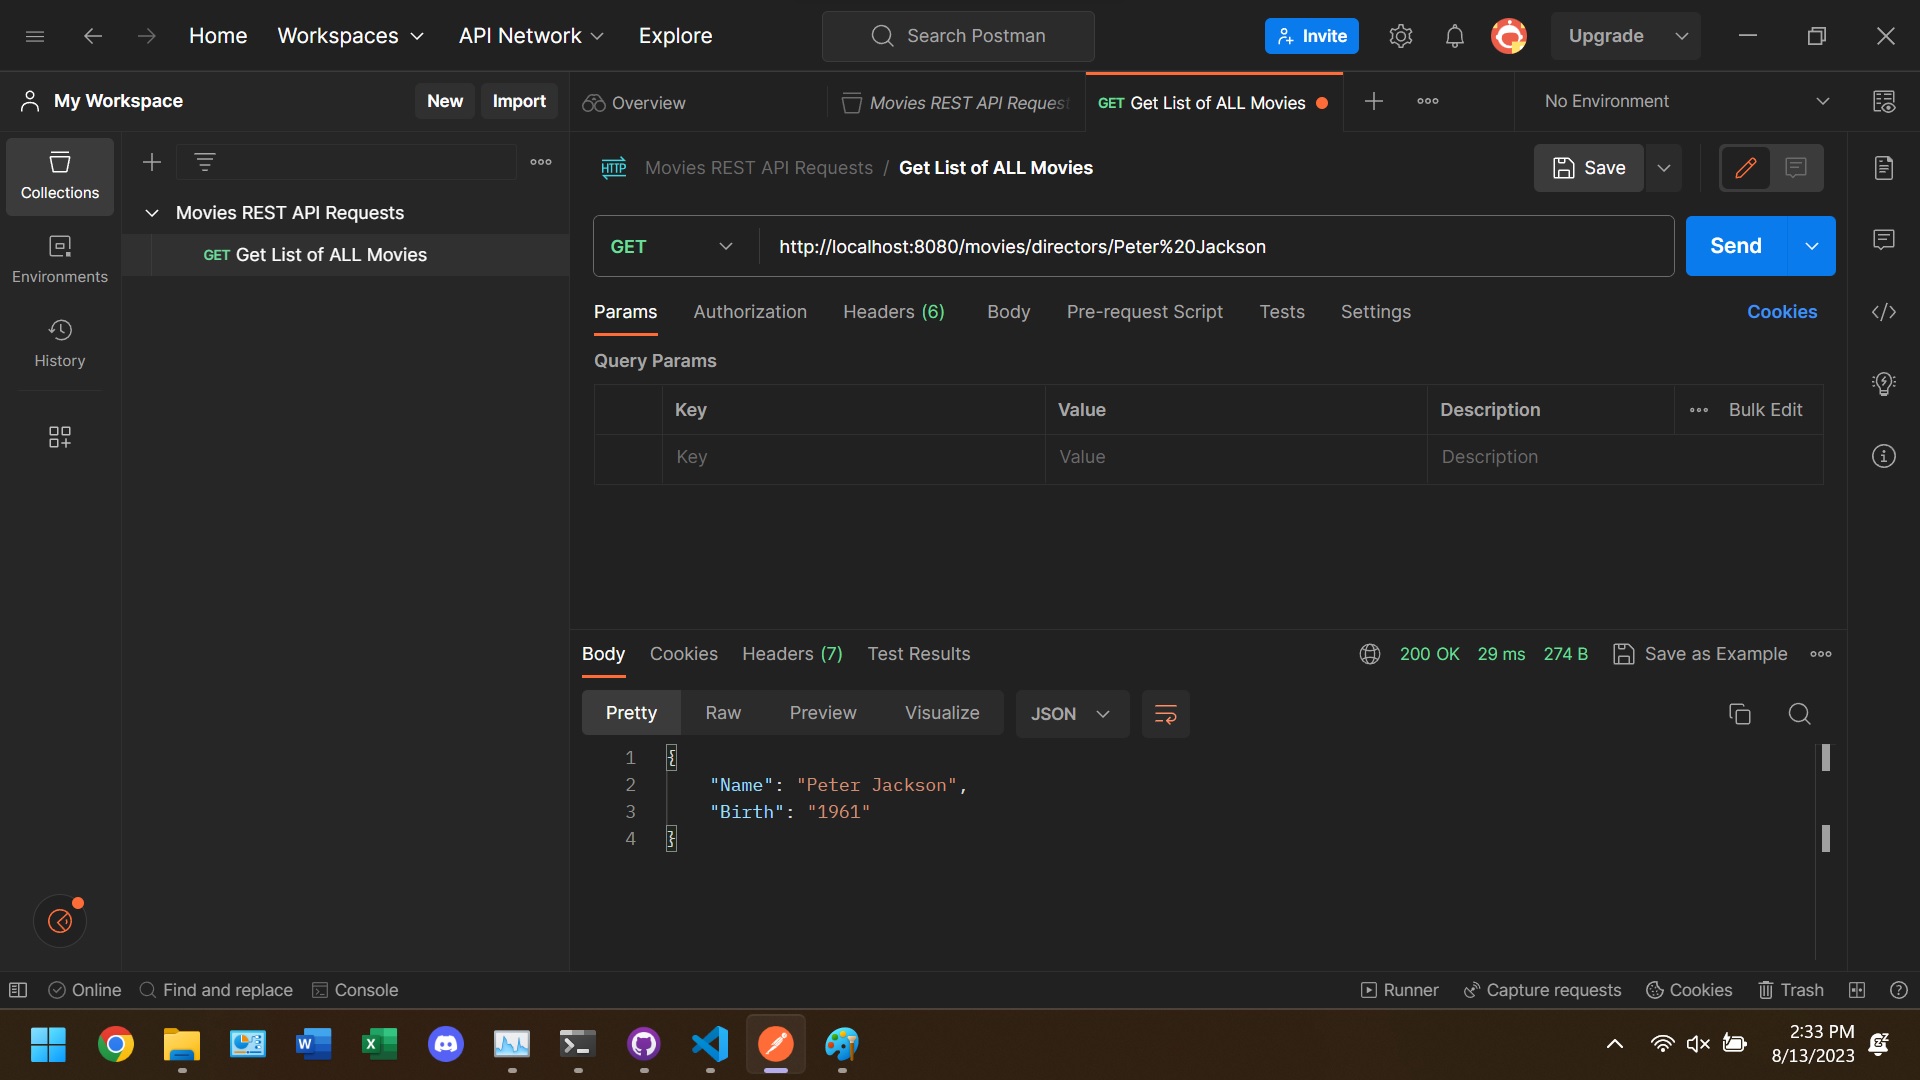 Home Workspaces API Network Explore Search Postman Invite Upgrade
My Workspace New Import Overview Movies REST API Request GET Get List of ALL Movies No Environment
Collections
Environments
History
Movies REST API Requests
GET Get List of ALL Movies
HTTP Movies REST API Requests / Get List of ALL Movies Save
GET http://localhost:8080/movies/directors/Peter%20Jackson Send
Params Authorization Headers (6) Body Pre-request Script Tests Settings Cookies
Query Params
Key Value Description Bulk Edit
Key Value Description
Body Cookies Headers (7) Test Results 200 OK 29 ms 274 B Save as Example
Pretty Raw Preview Visualize JSON
1 {
2 "Name": "Peter Jackson",
3 "Birth": "1961"
4 }
Online Find and replace Console Runner Capture requests Cookies Trash
2:33 PM
8/13/2023